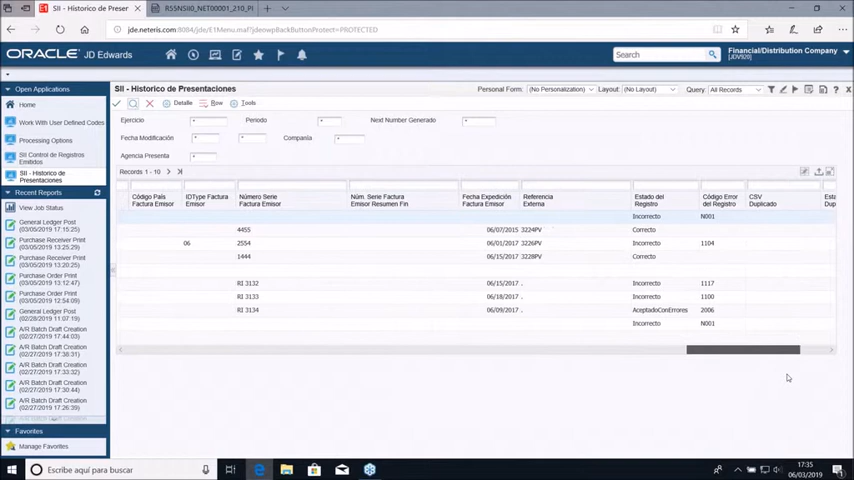 SII - Historico de Preser
R55NSII0_NET00001_210_PI
jde.neteris.com:8084/jde/E1Menu.maf?jdeowpBackButtonProtect=PROTECTED
ORACLE JD Edwards
Search
Financial/Distribution Company
[JDV920]
Open Applications
Home
Work With User Defined Codes
Processing Options
SII Control de Registros
Emitidos
SII - Historico de
Presentaciones
Recent Reports
View Job Status
General Ledger Post
(03/05/2019 17:15:25)
Purchase Receiver Print
(03/05/2019 13:25:29)
Purchase Receiver Print
(03/05/2019 13:20:25)
Purchase Order Print
(03/05/2019 13:12:47)
Purchase Order Print
(03/05/2019 12:54:09)
General Ledger Post
(02/28/2019 11:07:19)
A/R Batch Draft Creation
(02/27/2019 17:44:03)
A/R Batch Draft Creation
(02/27/2019 17:38:31)
A/R Batch Draft Creation
(02/27/2019 17:33:32)
A/R Batch Draft Creation
(02/27/2019 17:30:44)
A/R Batch Draft Creation
(02/27/2019 17:26:39)
Favorites
Manage Favorites
SII - Historico de Presentaciones
Personal Form: (No Personalization) Layout: (No Layout) Query: All Records
Detalle Row Tools
Ejercicio * Periodo * Next Number Generado *
Fecha Modificación * * Compañía *
Agencia Presenta *
Records 1 - 10
Código País
Factura Emisor
IDType Factura
Emisor
Número Serie
Factura Emisor
Núm. Serie Factura
Emisor Resumen Fin
Fecha Expedición
Factura Emisor
Referencia
Externa
Estado del
Registro
Código Error
del Registro
CSV
Duplicado
Esta
Dup
Incorrecto N001
4455 06/07/2015 3224PV Correcto
06 2554 06/01/2017 3226PV Incorrecto 1104
1444 06/15/2017 3228PV Correcto
RI 3132 06/15/2017 . Incorrecto 1117
RI 3133 06/18/2017 . Incorrecto 1100
RI 3134 06/09/2017 . AceptadoConErrores 2006
Incorrecto N001
Escribe aquí para buscar
17:35
06/03/2019